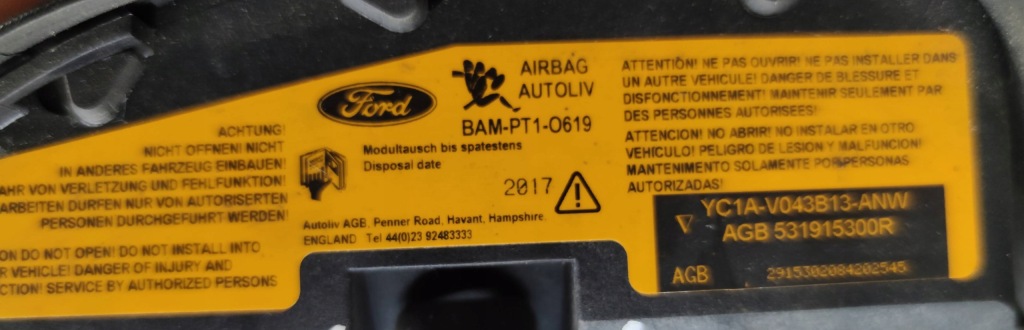 ACHTUNG!
NICHT OFFNEN! NICHT
IN ANDERES FAHRZEUG EINBAUEN!
AHR VON VERLETZUNG UND FEHLFUNKTION!
ARBEITEN DURFEN NUR VON AUTORISIERTEN
PERSONEN DURCHGEFUHRT WERDEN!
ON DO NOT OPEN! DO NOT INSTALL INTO
R VEHICLE! DANGER OF INJURY AND
CTION! SERVICE BY AUTHORIZED PERSONS
Ford
AIRBAG
AUTOLIV
BAM-PT1-0619
Modultausch bis spatestens
Disposal date
2017
Autoliv AGB, Penner Road, Havant, Hampshire,
ENGLAND Tel 44(0)23 92483333
ATTENTION! NE PAS OUVRIR! NE PAS INSTALLER DANS
UN AUTRE VEHICULE! DANGER DE BLESSURE ET
DISFONCTIONNEMENT! MAINTENIR SEULEMENT PAR
DES PERSONNES AUTORISEES!
ATTENCION! NO ABRIR! NO INSTALAR EN OTRO
VEHICULO! PELIGRO DE LESION Y MALFUNCION!
MANTENIMENTO SOLAMENTE POR PERSONAS
AUTORIZADAS!
YC1A-V043B13-ANW
AGB 531915300R
AGB 2915302084202545